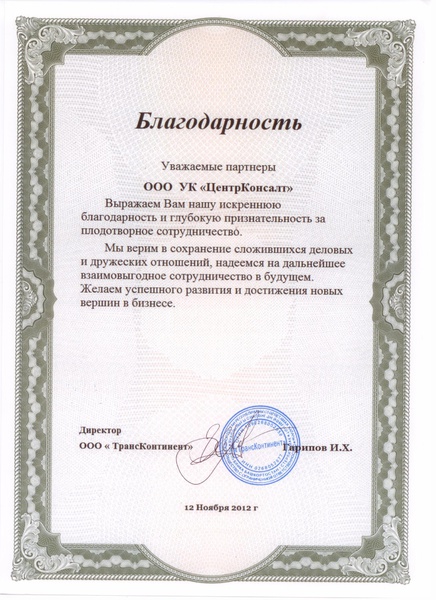 Благодарность
Уважаемые партнеры
ООО УК «ЦентрКонсалт»
Выражаем Вам нашу искреннюю
благодарность и глубокую признательность за
плодотворное сотрудничество.
Мы верим в сохранение сложившихся деловых
и дружеских отношений, надеемся на дальнейшее
взаимовыгодное сотрудничество в будущем.
Желаем успешного развития и достижения новых
вершин в бизнесе.
Директор
ООО « ТрансКонтинент»
ТрансКонтинент
Гарипов И.Х.
12 Ноября 2012 г